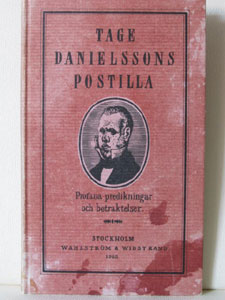 TAGE
DANIELSSONS
POSTILLA
Profana predikningar
och betraktelser.
STOCKHOLM
WAHLSTRÖM & WIDSTRAND